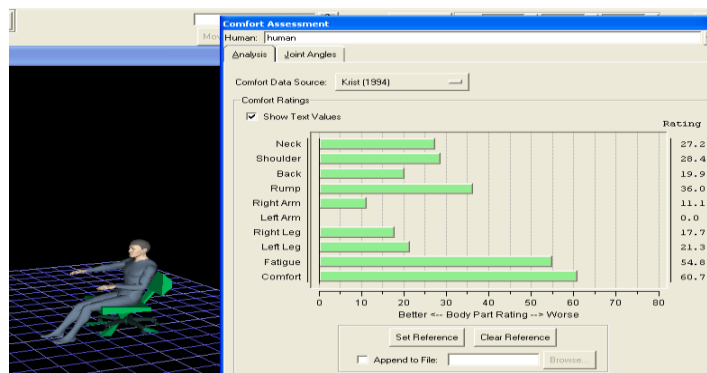 Comfort Assessment
Human: human
Analysis Joint Angles
Comfort Data Source: Krist (1994)
Comfort Ratings
Show Text Values
Rating
Neck 27.2
Shoulder 28.4
Back 19.9
Rump 36.0
Right Arm 11.1
Left Arm 0.0
Right Leg 17.7
Left Leg 21.3
Fatigue 54.8
Comfort 60.7
0 10 20 30 40 50 60 70 80
Better <-- Body Part Rating --> Worse
Set Reference Clear Reference
Append to File: Browse...